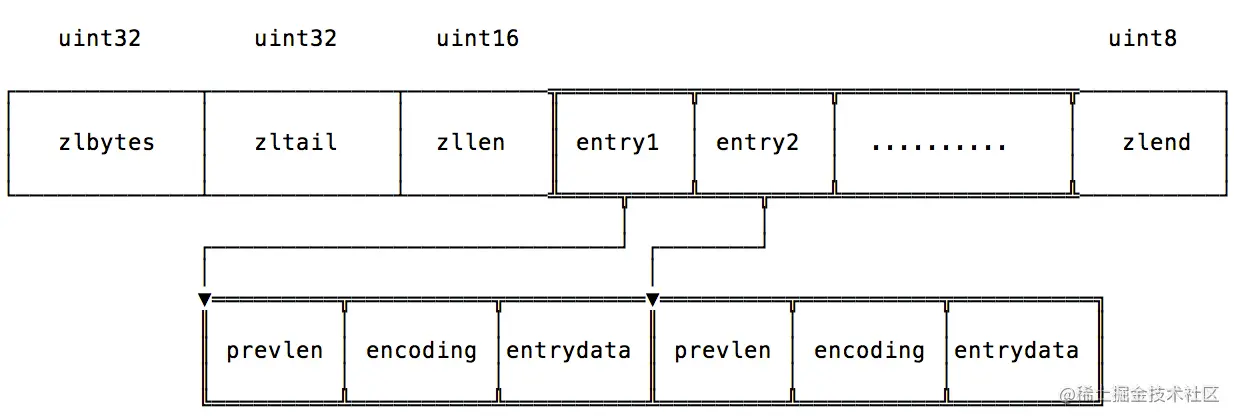 uint32 uint32 uint16 uint8
zlbytes zltail zllen entry1 entry2 .......... zlend
prevlen encoding entrydata prevlen encoding entrydata
@稀土掘金技术社区